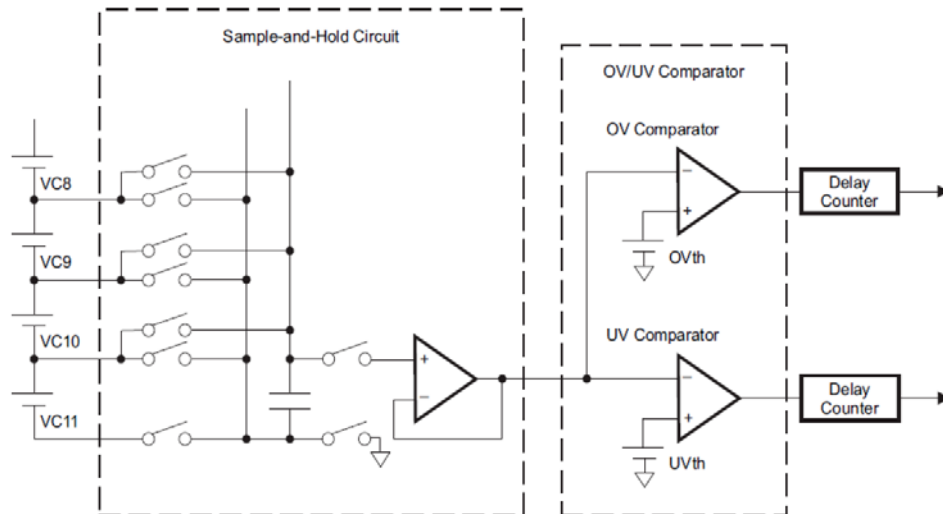 Sample-and-Hold Circuit
OV/UV Comparator
OV Comparator
VC8
−
+
Delay
Counter
OVth
VC9
VC10
UV Comparator
+
−
−
+
Delay
Counter
VC11
UVth